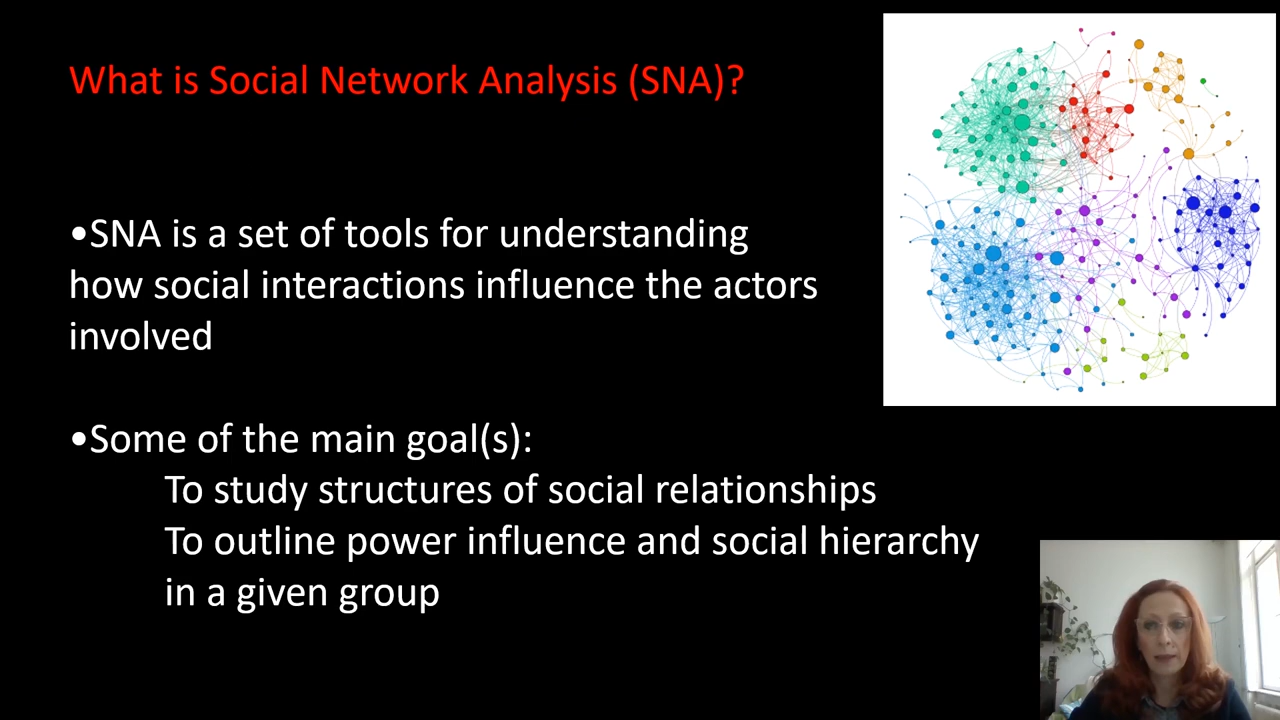 What is Social Network Analysis (SNA)?
•SNA is a set of tools for understanding
how social interactions influence the actors
involved
•Some of the main goal(s):
To study structures of social relationships
To outline power influence and social hierarchy
in a given group